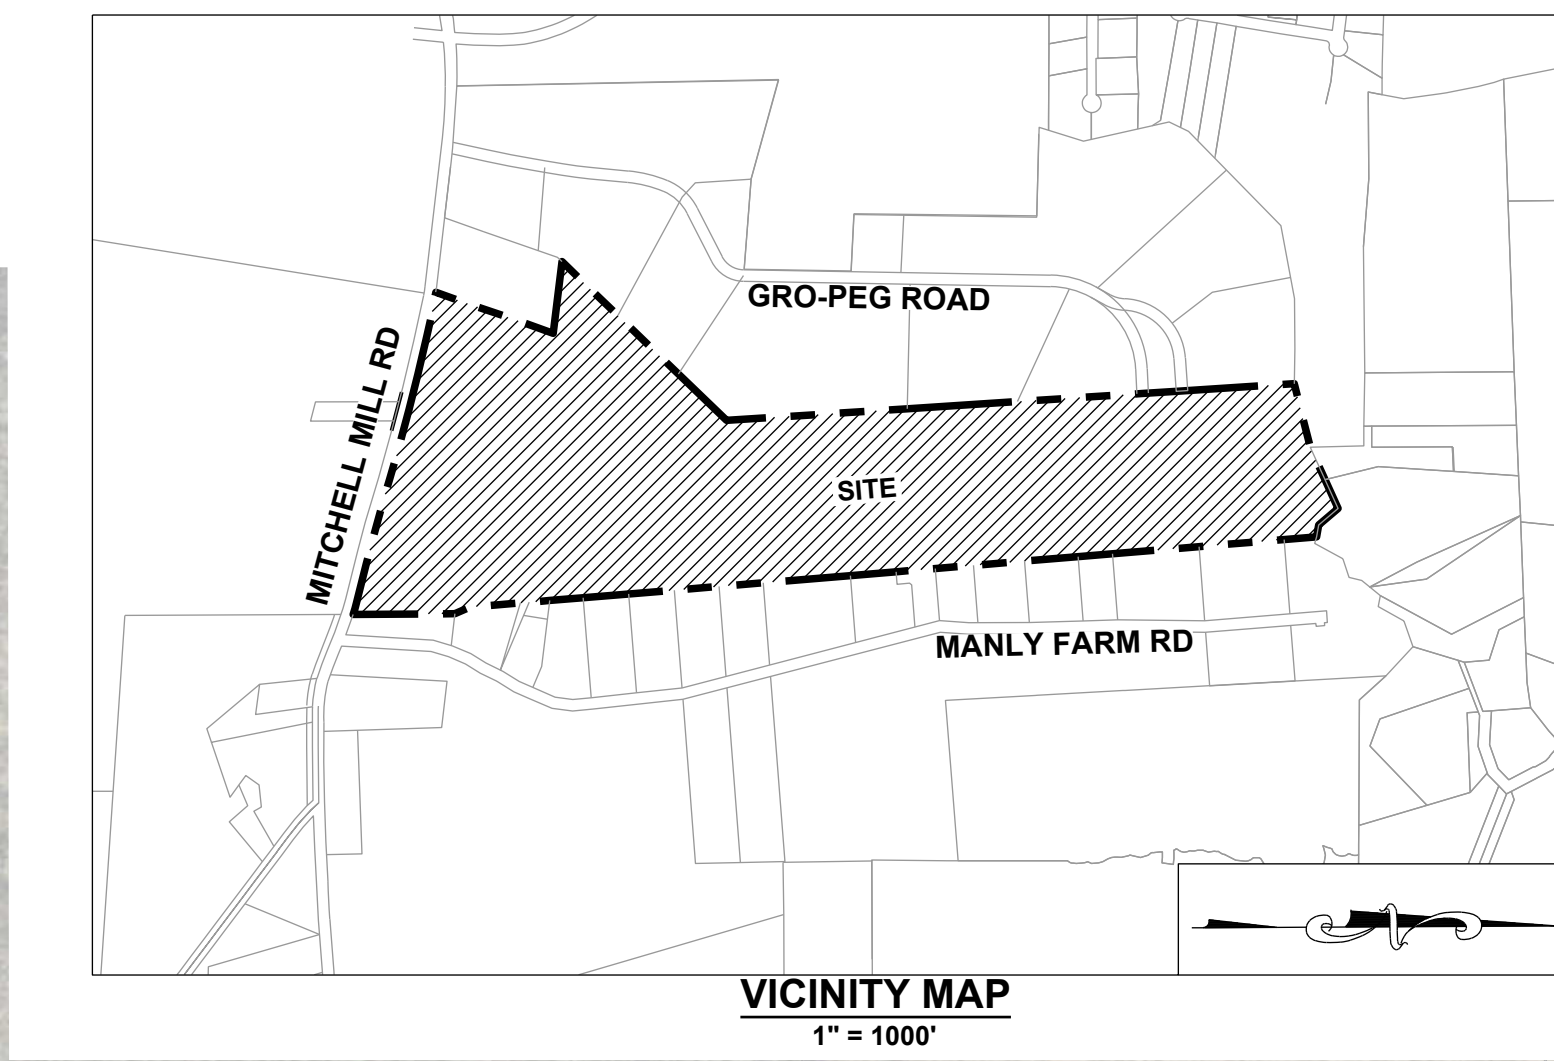 GRO-PEG ROAD
MITCHELL MILL RD
SITE
MANLY FARM RD
N
VICINITY MAP
1" = 1000'